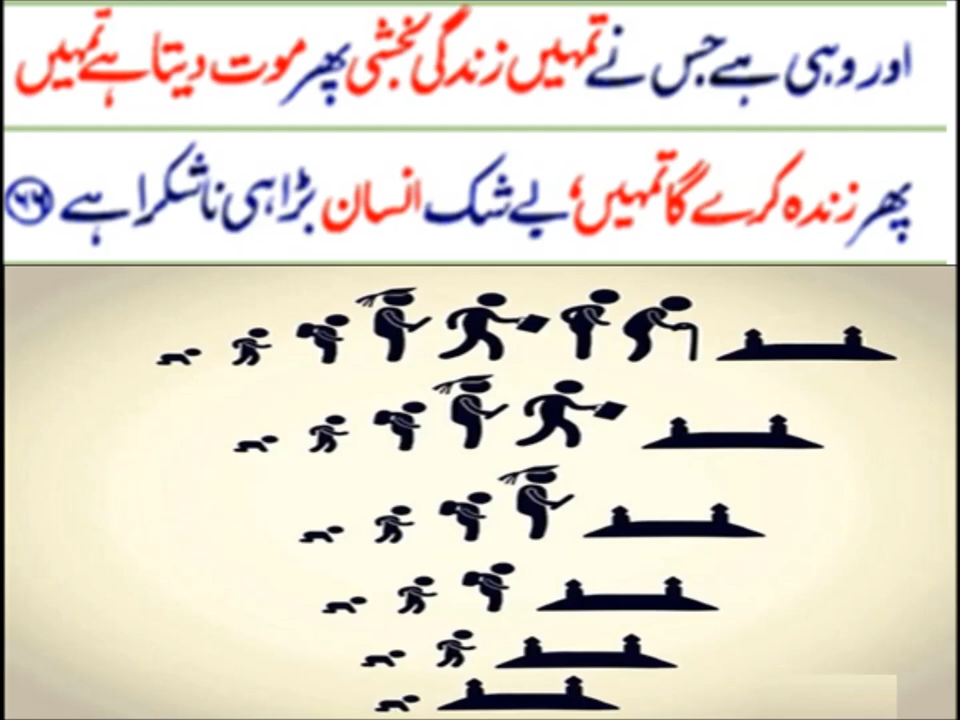 اور وہی ہے جس نے تمہیں زندگی بخشی پھر موت دیتا ہے تمہیں
پھر زندہ کرے گا تمہیں، بے شک انسان بڑا ہی ناشکرا ہے ۶۶